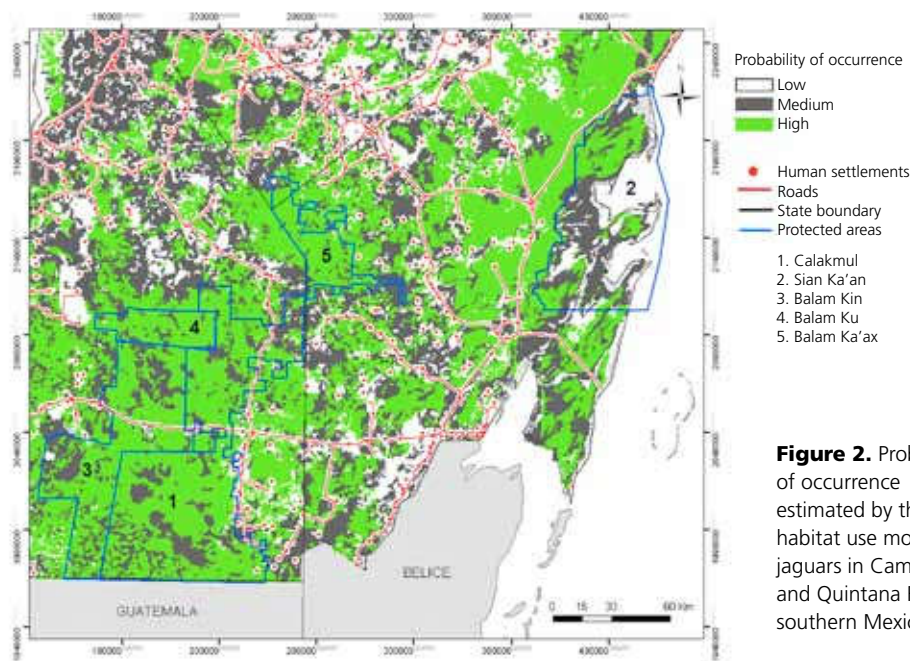 Probability of occurrence
Low
Medium
High
Human settlements
Roads
State boundary
Protected areas
1. Calakmul
2. Sian Ka'an
3. Balam Kin
4. Balam Ku
5. Balam Ka'ax
2
5
4
3
1
BELICE
GUATEMALA
0 15 30 60 Km
Figure 2. Prol
of occurrence
estimated by th
habitat use mo
jaguars in Cam
and Quintana
southern Mexic